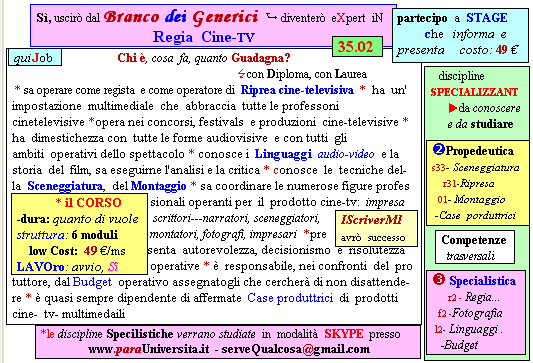 Sì, uscirò dal Branco dei Generici ↪ diventerò eXpert iN
Regia Cine-TV
35.02
partecipo a STAGE
che informa e
presenta costo: 49 €
quiJob
Chi è, cosa fa, quanto Guadagna?
con Diploma, con Laurea
* sa operare come regista e come operatore di Riprea cine-televisiva * ha un'
impostazione multimediale che abbraccia tutte le professoni
cinetelevisive * opera nei concorsi, festivals e produzioni cine-televisive *
ha dimestichezza con tutte le forme audiovisive e con tutti gli
ambiti operativi dello spettacolo * conosce i Linguaggi audio-video e la
storia del film, sa eseguirne l'analisi e la critica * conosce le tecniche del-
la Sceneggiatura, del Montaggio * sa coordinare le numerose figure profes
sionali operanti per il prodotto cine-tv: impresa
scrittori---narratori, sceneggiatori,
montatori, fotografi, impresari *pre
senta autorevolezza, decisionismo e risolutezza
operative * è responsabile, nei confronti del pro
tuttore, dal Budget operativo assegnatogli che cercherà di non disattende-
re * è quasi sempre dipendente di affermate Case produttrici di prodotti
cine- tv- multimedaili
* il CORSO
-dura: quanto di vuole
struttura: 6 moduli
low Cost: 49 €/ms
LAVOro: avvio, Sì
IScriverMI
avrò successo
disciplina
SPECIALIZZANT
da conoscere
e da studiare
2Propedeutica
s33- Sceneggiatura
r31-Ripresa
01- Montaggio
-Case porduttrici
Competenze
trasversali
3 Specialistica
r2- Regia...
f2-Fotografia
l2- Linguaggi .
-Budget
*le discipline Specilistiche verrano studiate in modalità SKYPE presso
www.paraUniversita.it - serveQualcosa@gmail.com